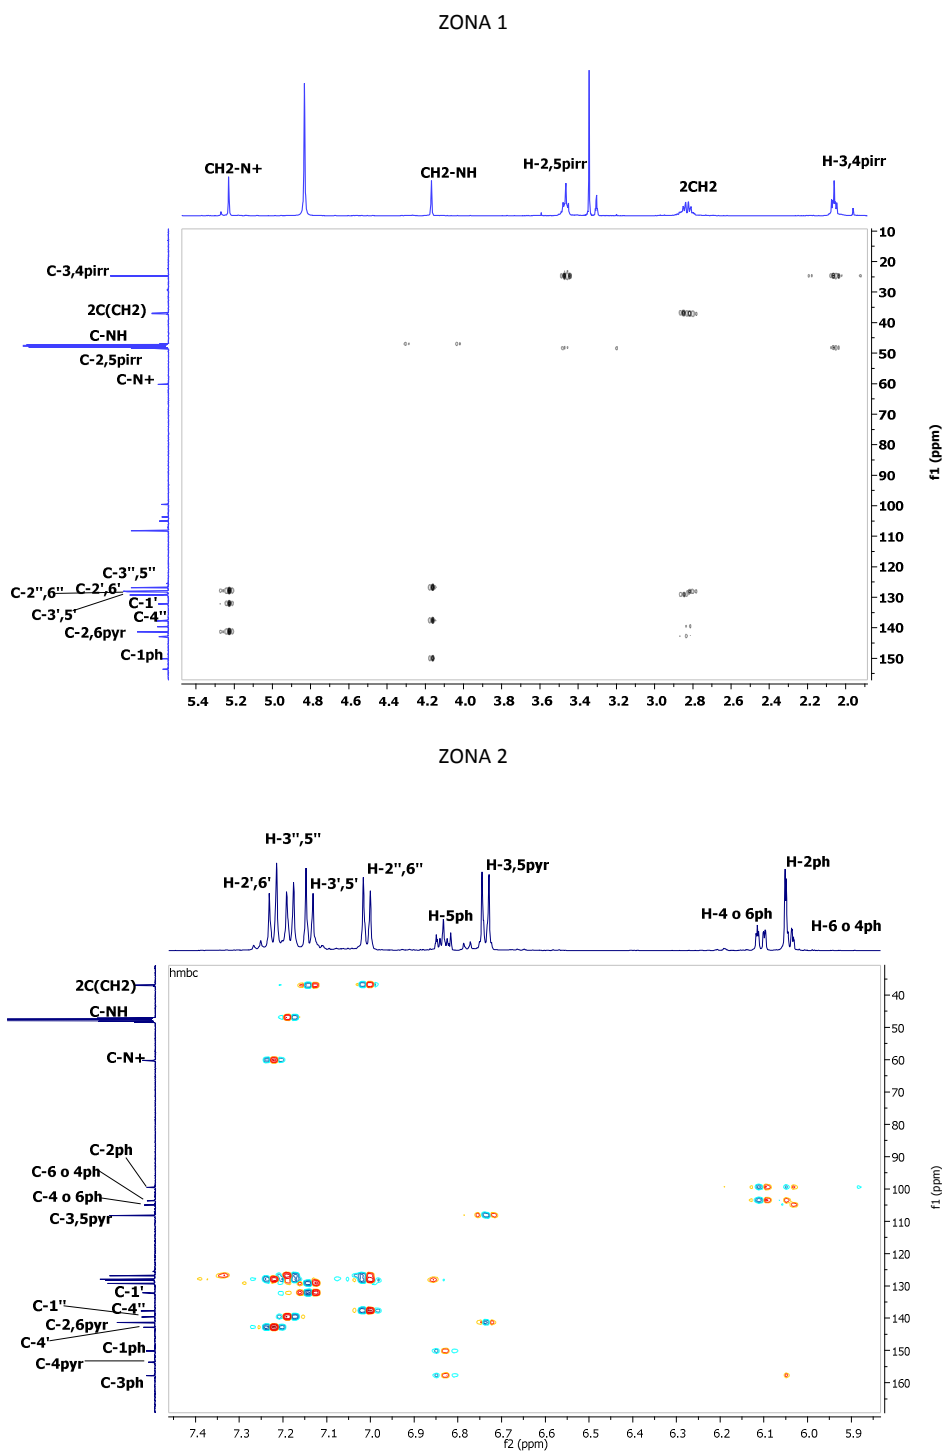 ZONA 1
CH2-N+
CH2-NH
H-2,5pirr
2CH2
H-3,4pirr
C-3,4pirr
2C(CH2)
C-NH
C-2,5pirr
C-N+
C-3'',5''
C-2'',6''
C-2',6'
C-1'
C-3',5'
C-4''
C-2,6pyr
C-1ph
10
20
30
40
50
60
70
80
90
100
110
120
130
140
150
f1 (ppm)
5.4 5.2 5.0 4.8 4.6 4.4 4.2 4.0 3.8 3.6 3.4 3.2 3.0 2.8 2.6 2.4 2.2 2.0
ZONA 2
H-3'',5''
H-2',6'
H-3',5'
H-2'',6''
H-5ph
H-3,5pyr
H-4 o 6ph
H-2ph
H-6 o 4ph
hmbc
2C(CH2)
C-NH
C-N+
C-2ph
C-6 o 4ph
C-4 o 6ph
C-3,5pyr
C-1'
C-1''
C-4''
C-2,6pyr
C-4'
C-1ph
C-4pyr
C-3ph
40
50
60
70
80
90
100
110
120
130
140
150
160
f1 (ppm)
7.4 7.3 7.2 7.1 7.0 6.9 6.8 6.7 6.6 6.5 6.4 6.3 6.2 6.1 6.0 5.9
f2 (ppm)